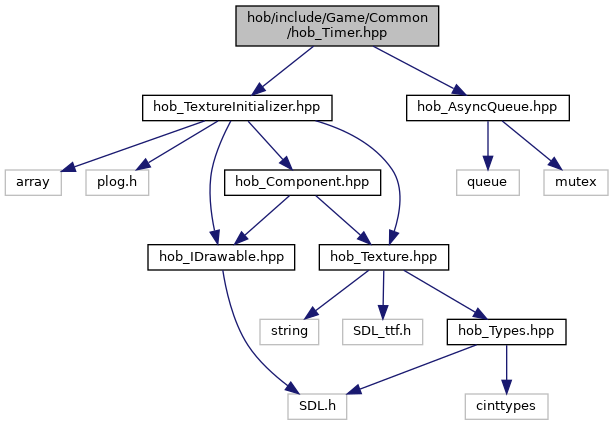 hob/include/Game/Common
/hob_Timer.hpp
hob_TextureInitializer.hpp
hob_AsyncQueue.hpp
array
plog.h
hob_Component.hpp
queue
mutex
hob_IDrawable.hpp
hob_Texture.hpp
string
SDL_ttf.h
hob_Types.hpp
SDL.h
cinttypes